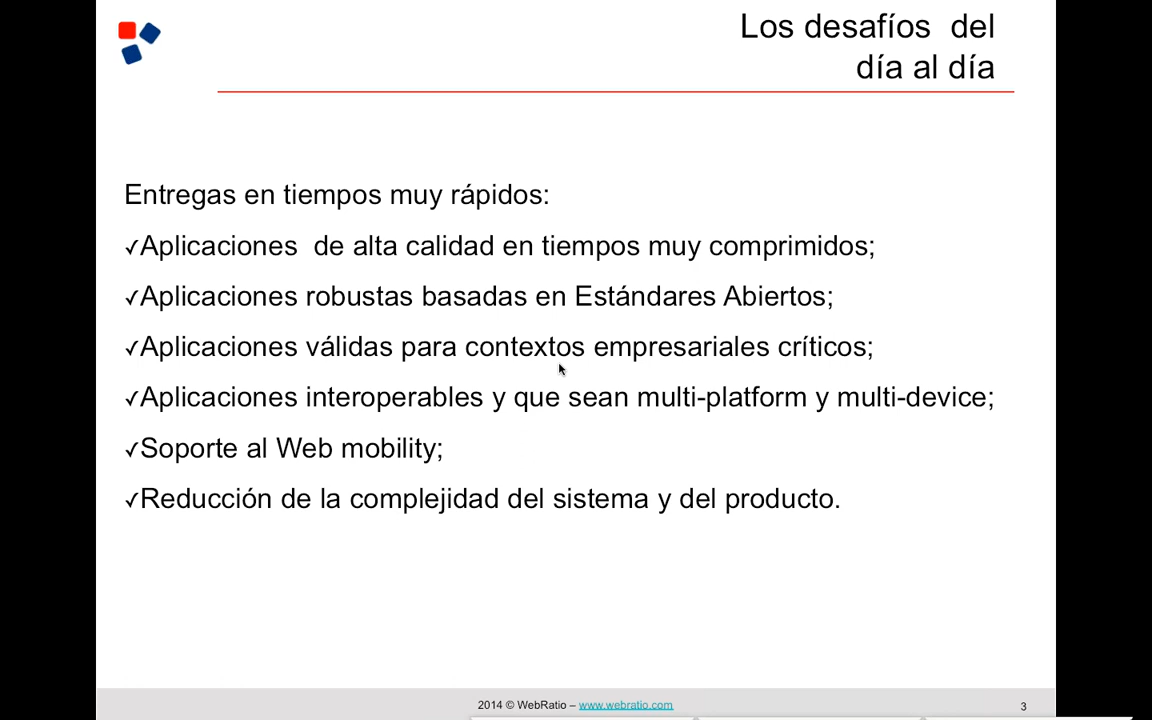 Los desafíos  del
día al día
Entregas en tiempos muy rápidos:
✓Aplicaciones  de alta calidad en tiempos muy comprimidos;
✓Aplicaciones robustas basadas en Estándares Abiertos;
✓Aplicaciones válidas para contextos empresariales críticos;
✓Aplicaciones interoperables y que sean multi-platform y multi-device;
✓Soporte al Web mobility;
✓Reducción de la complejidad del sistema y del producto.
2014 © WebRatio – www.webratio.com
3